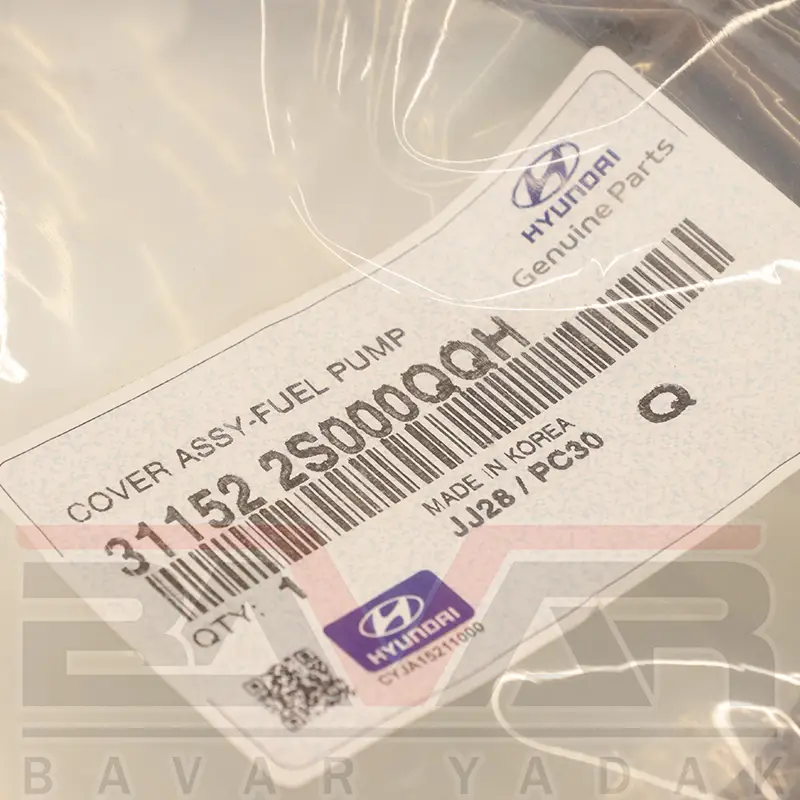 HYUNDAI
Genuine Parts
COVER ASSY-FUEL PUMP
31152 2S000QQH
MADE IN KOREA
JJ28 / PC30
Q
QTY: 1
HYUNDAI
CYJA15211000
BVR
BAVAR YADAK